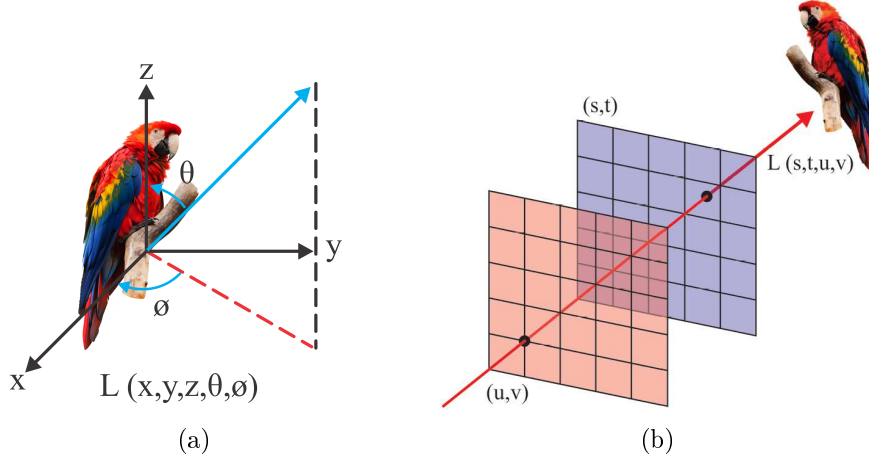 z
θ
y
ø
x
L (x,y,z,θ,ø)
(a)
(s,t)
L (s,t,u,v)
(u,v)
(b)